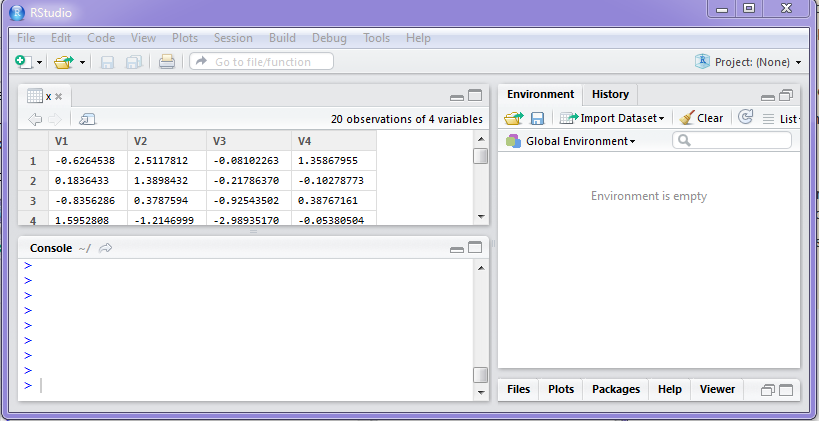 RStudio
File Edit Code View Plots Session Build Debug Tools Help
Go to file/function
Project: (None)
x
20 observations of 4 variables
V1 V2 V3 V4
1 -0.6264538 2.5117812 -0.08102263 1.35867955
2 0.1836433 1.3898432 -0.21786370 -0.10278773
3 -0.8356286 0.3787594 -0.92543502 0.38767161
4 1.5952808 -1.2146999 -2.98935170 -0.05380504
Console ~/
>
>
>
>
>
>
>
>
>
Environment History
Import Dataset Clear List
Global Environment
Environment is empty
Files Plots Packages Help Viewer